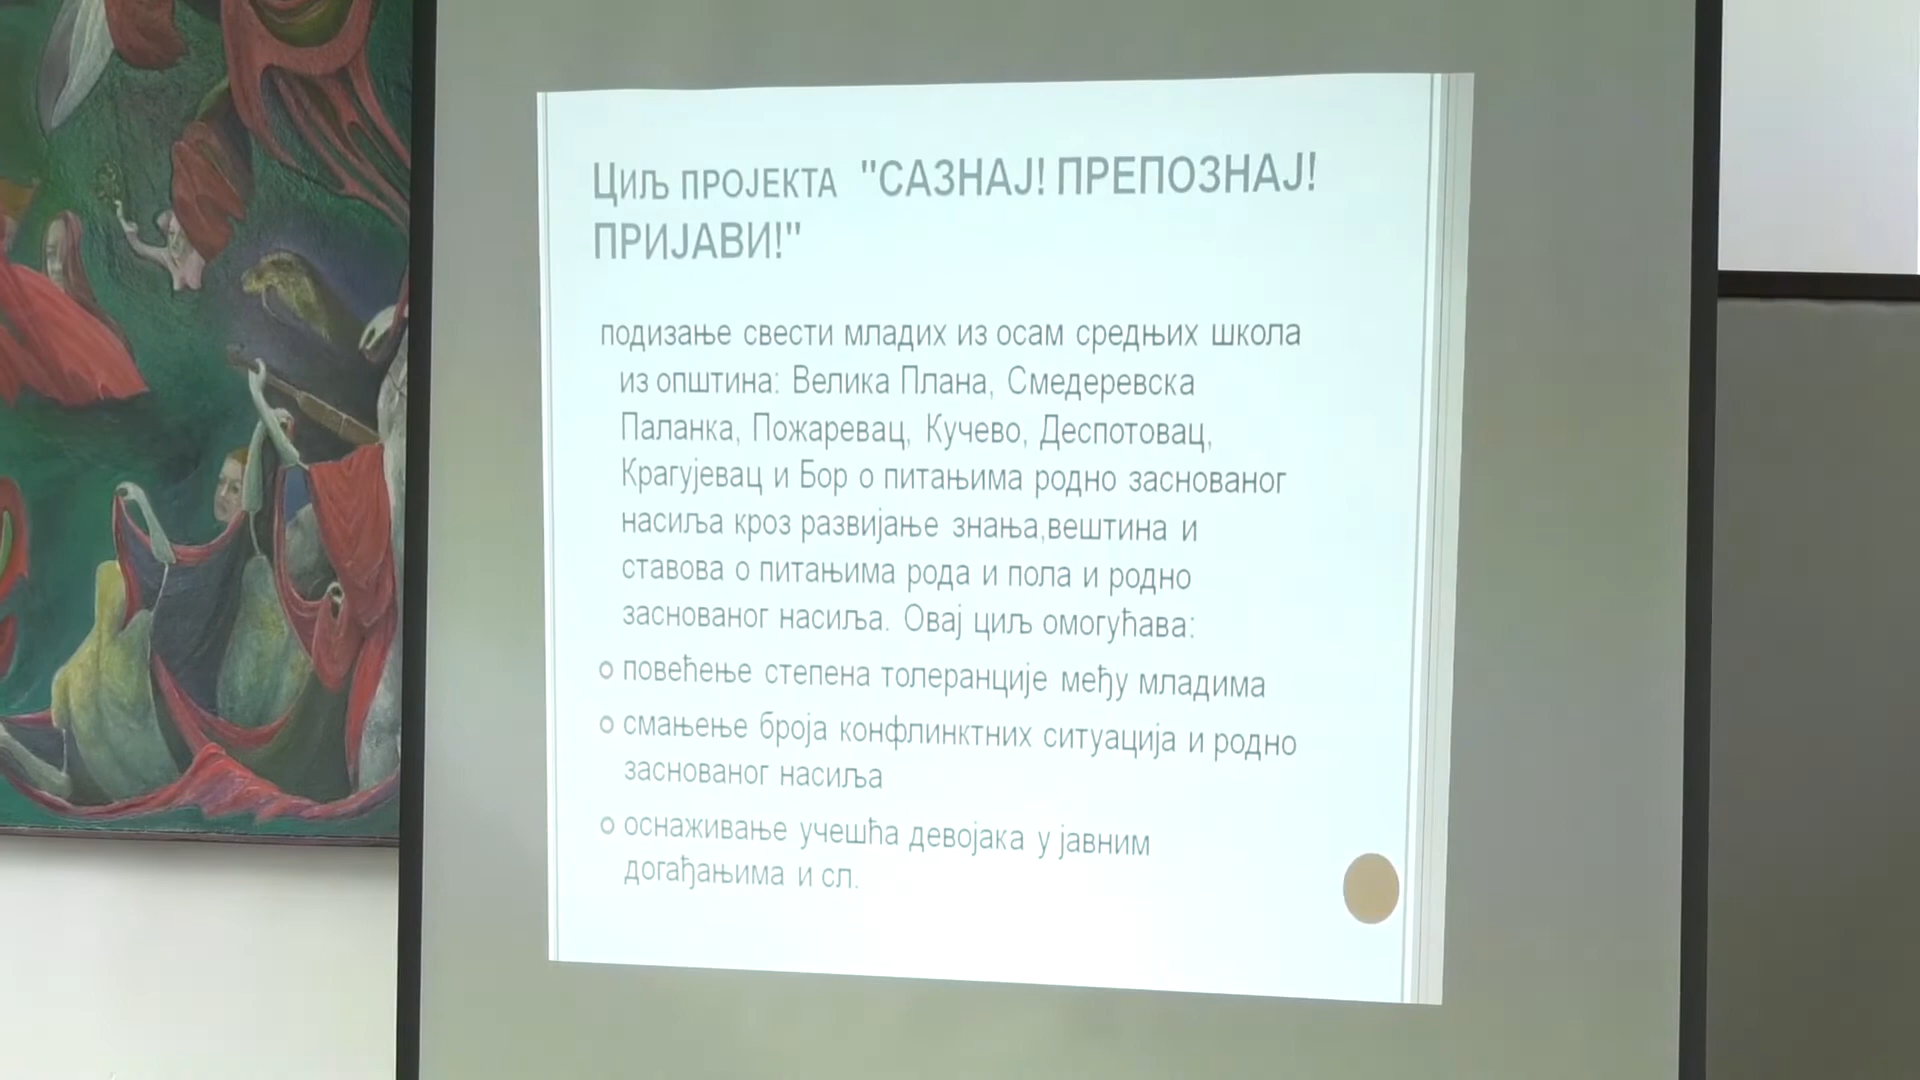 Циљ ПРОЈЕКТА "САЗНАЈ! ПРЕПОЗНАЈ!
ПРИЈАВИ!"
подизање свести младих из осам средњих школа
из општина: Велика Плана, Смедеревска
Паланка, Пожаревац, Кучево, Деспотовац,
Крагујевац и Бор о питањима родно заснованог
насиља кроз развијање знања,вештина и
ставова о питањима рода и пола и родно
заснованог насиља. Овај циљ омогућава:
повећење степена толеранције међу младима
смањење броја конфлинктних ситуација и родно
заснованог насиља
оснаживање учешћа девојака у јавним
догађањима и сл.